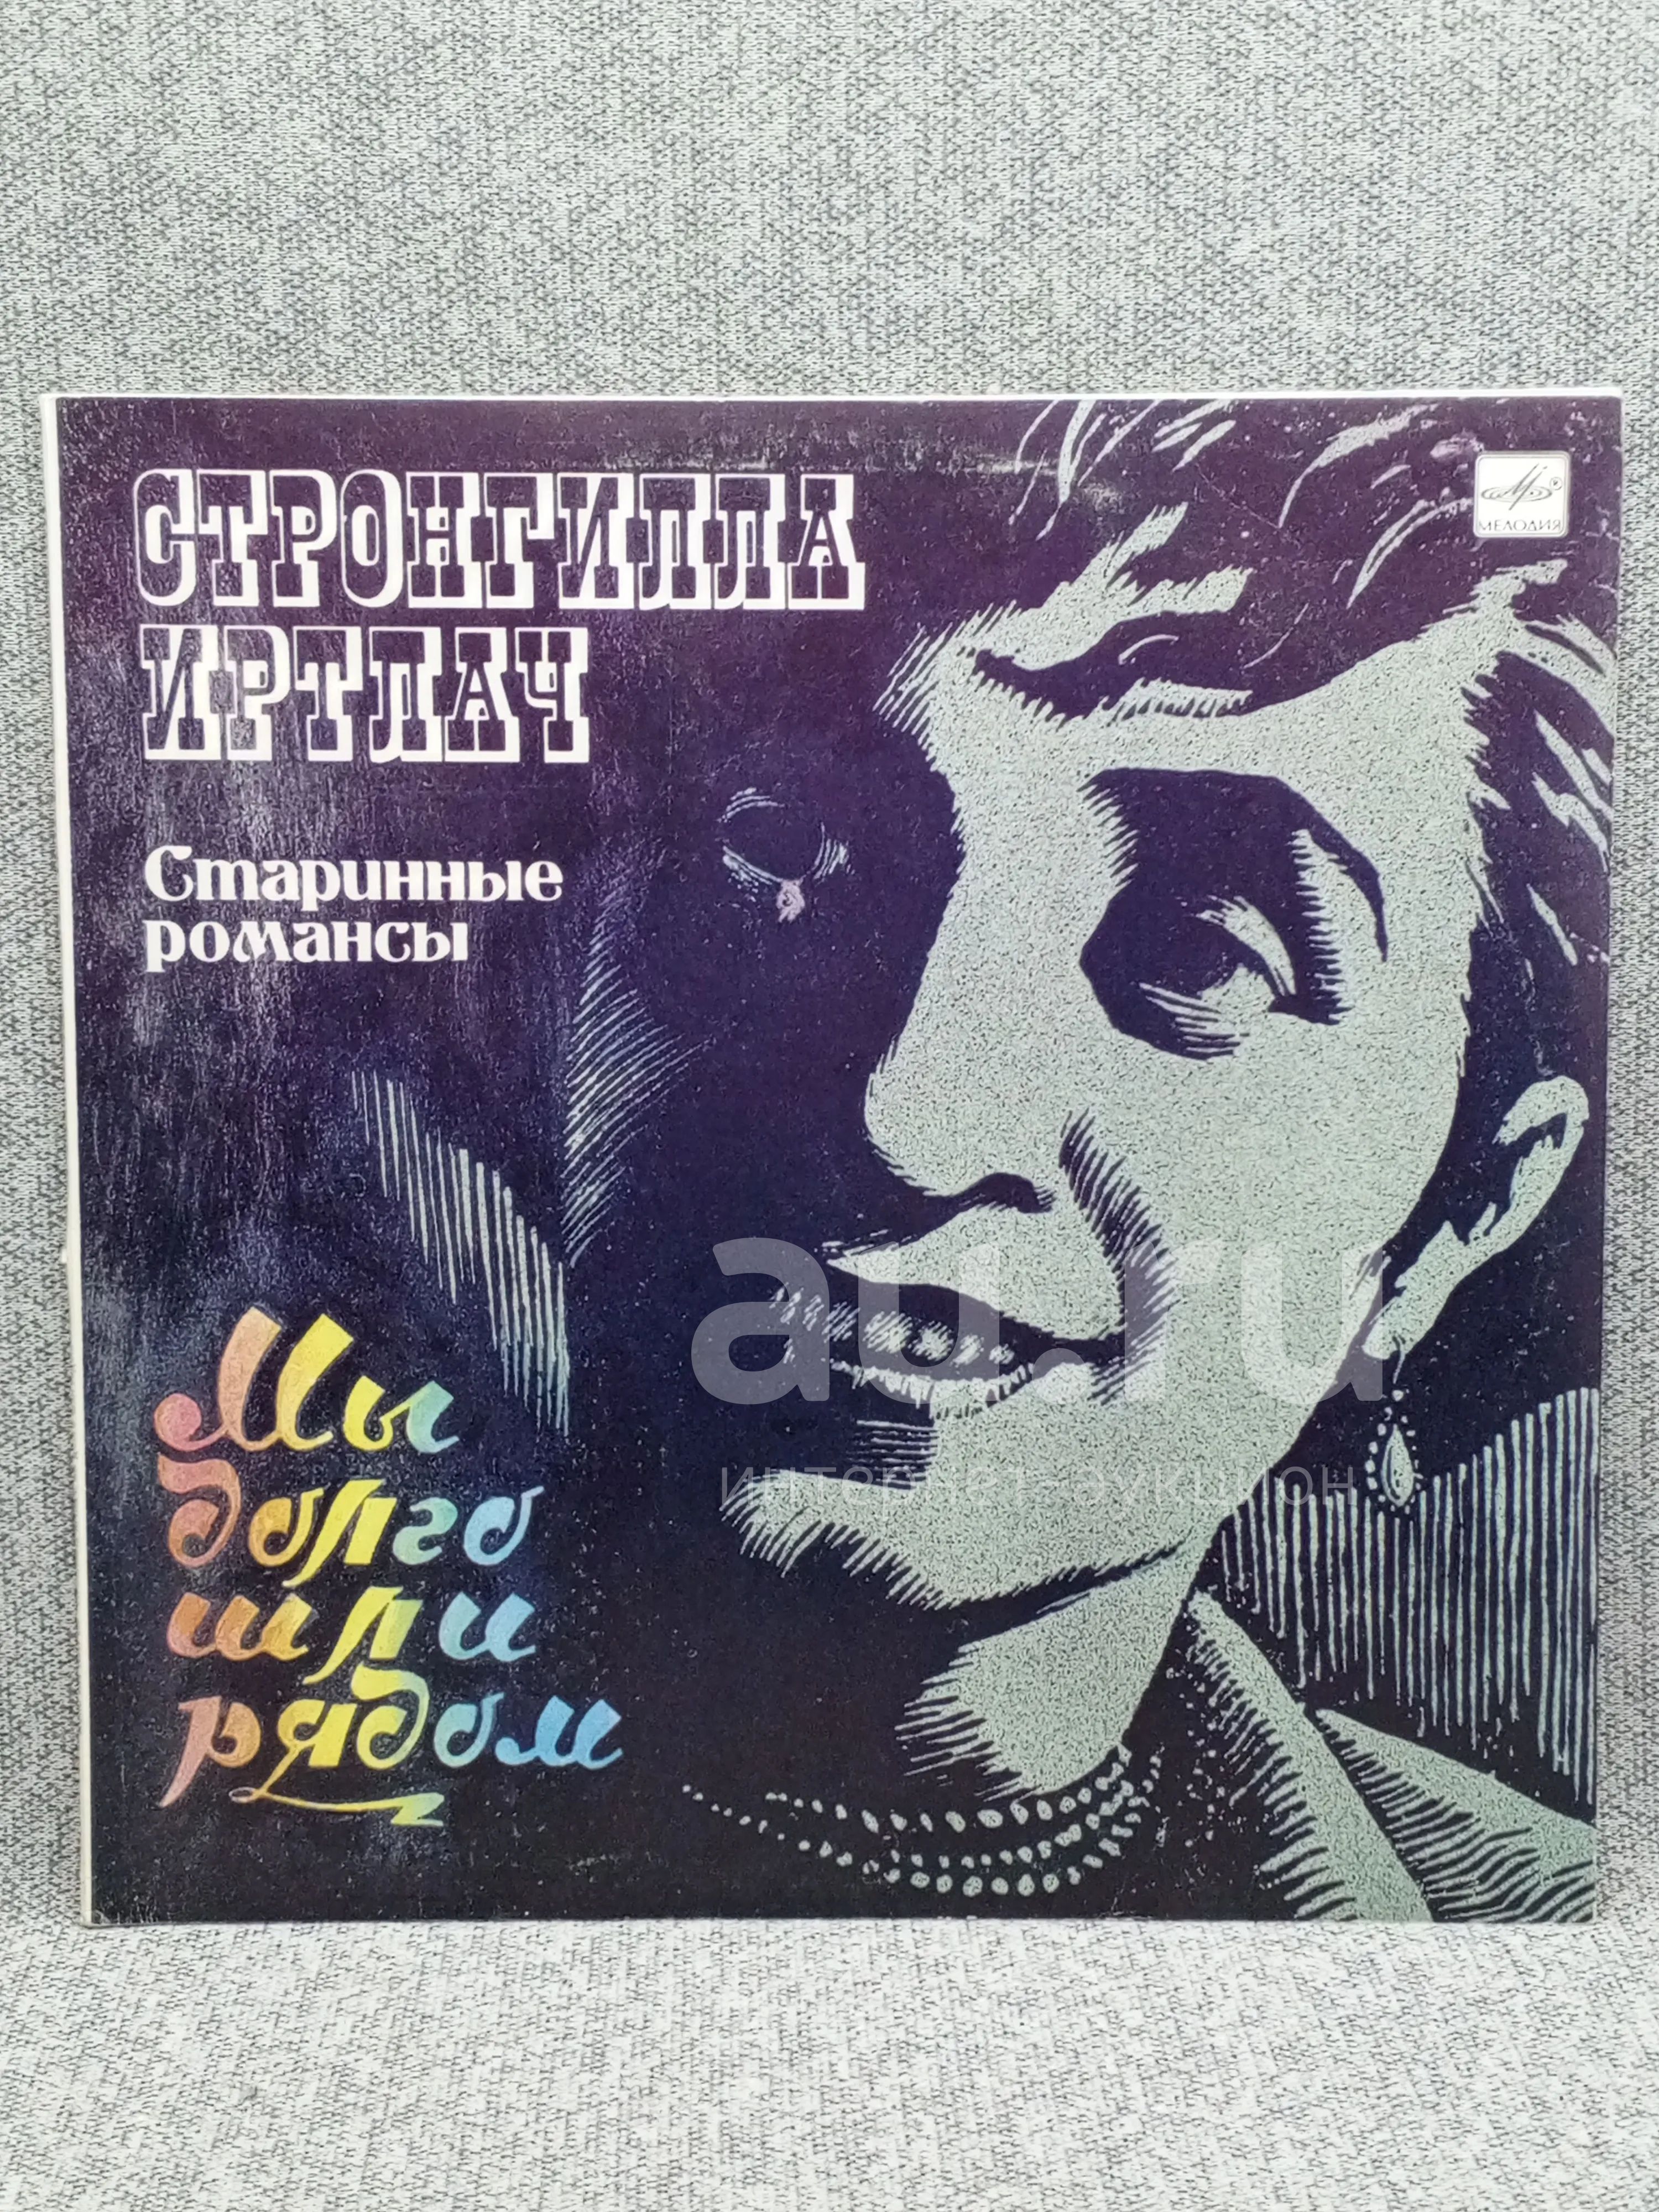 СТРОНГИЛЛА
ИРТЛАЧ
МЕЛОДИЯ
Старинные
романсы
Мы
долго
шли
рядом
au.ru
интернет-аукцион